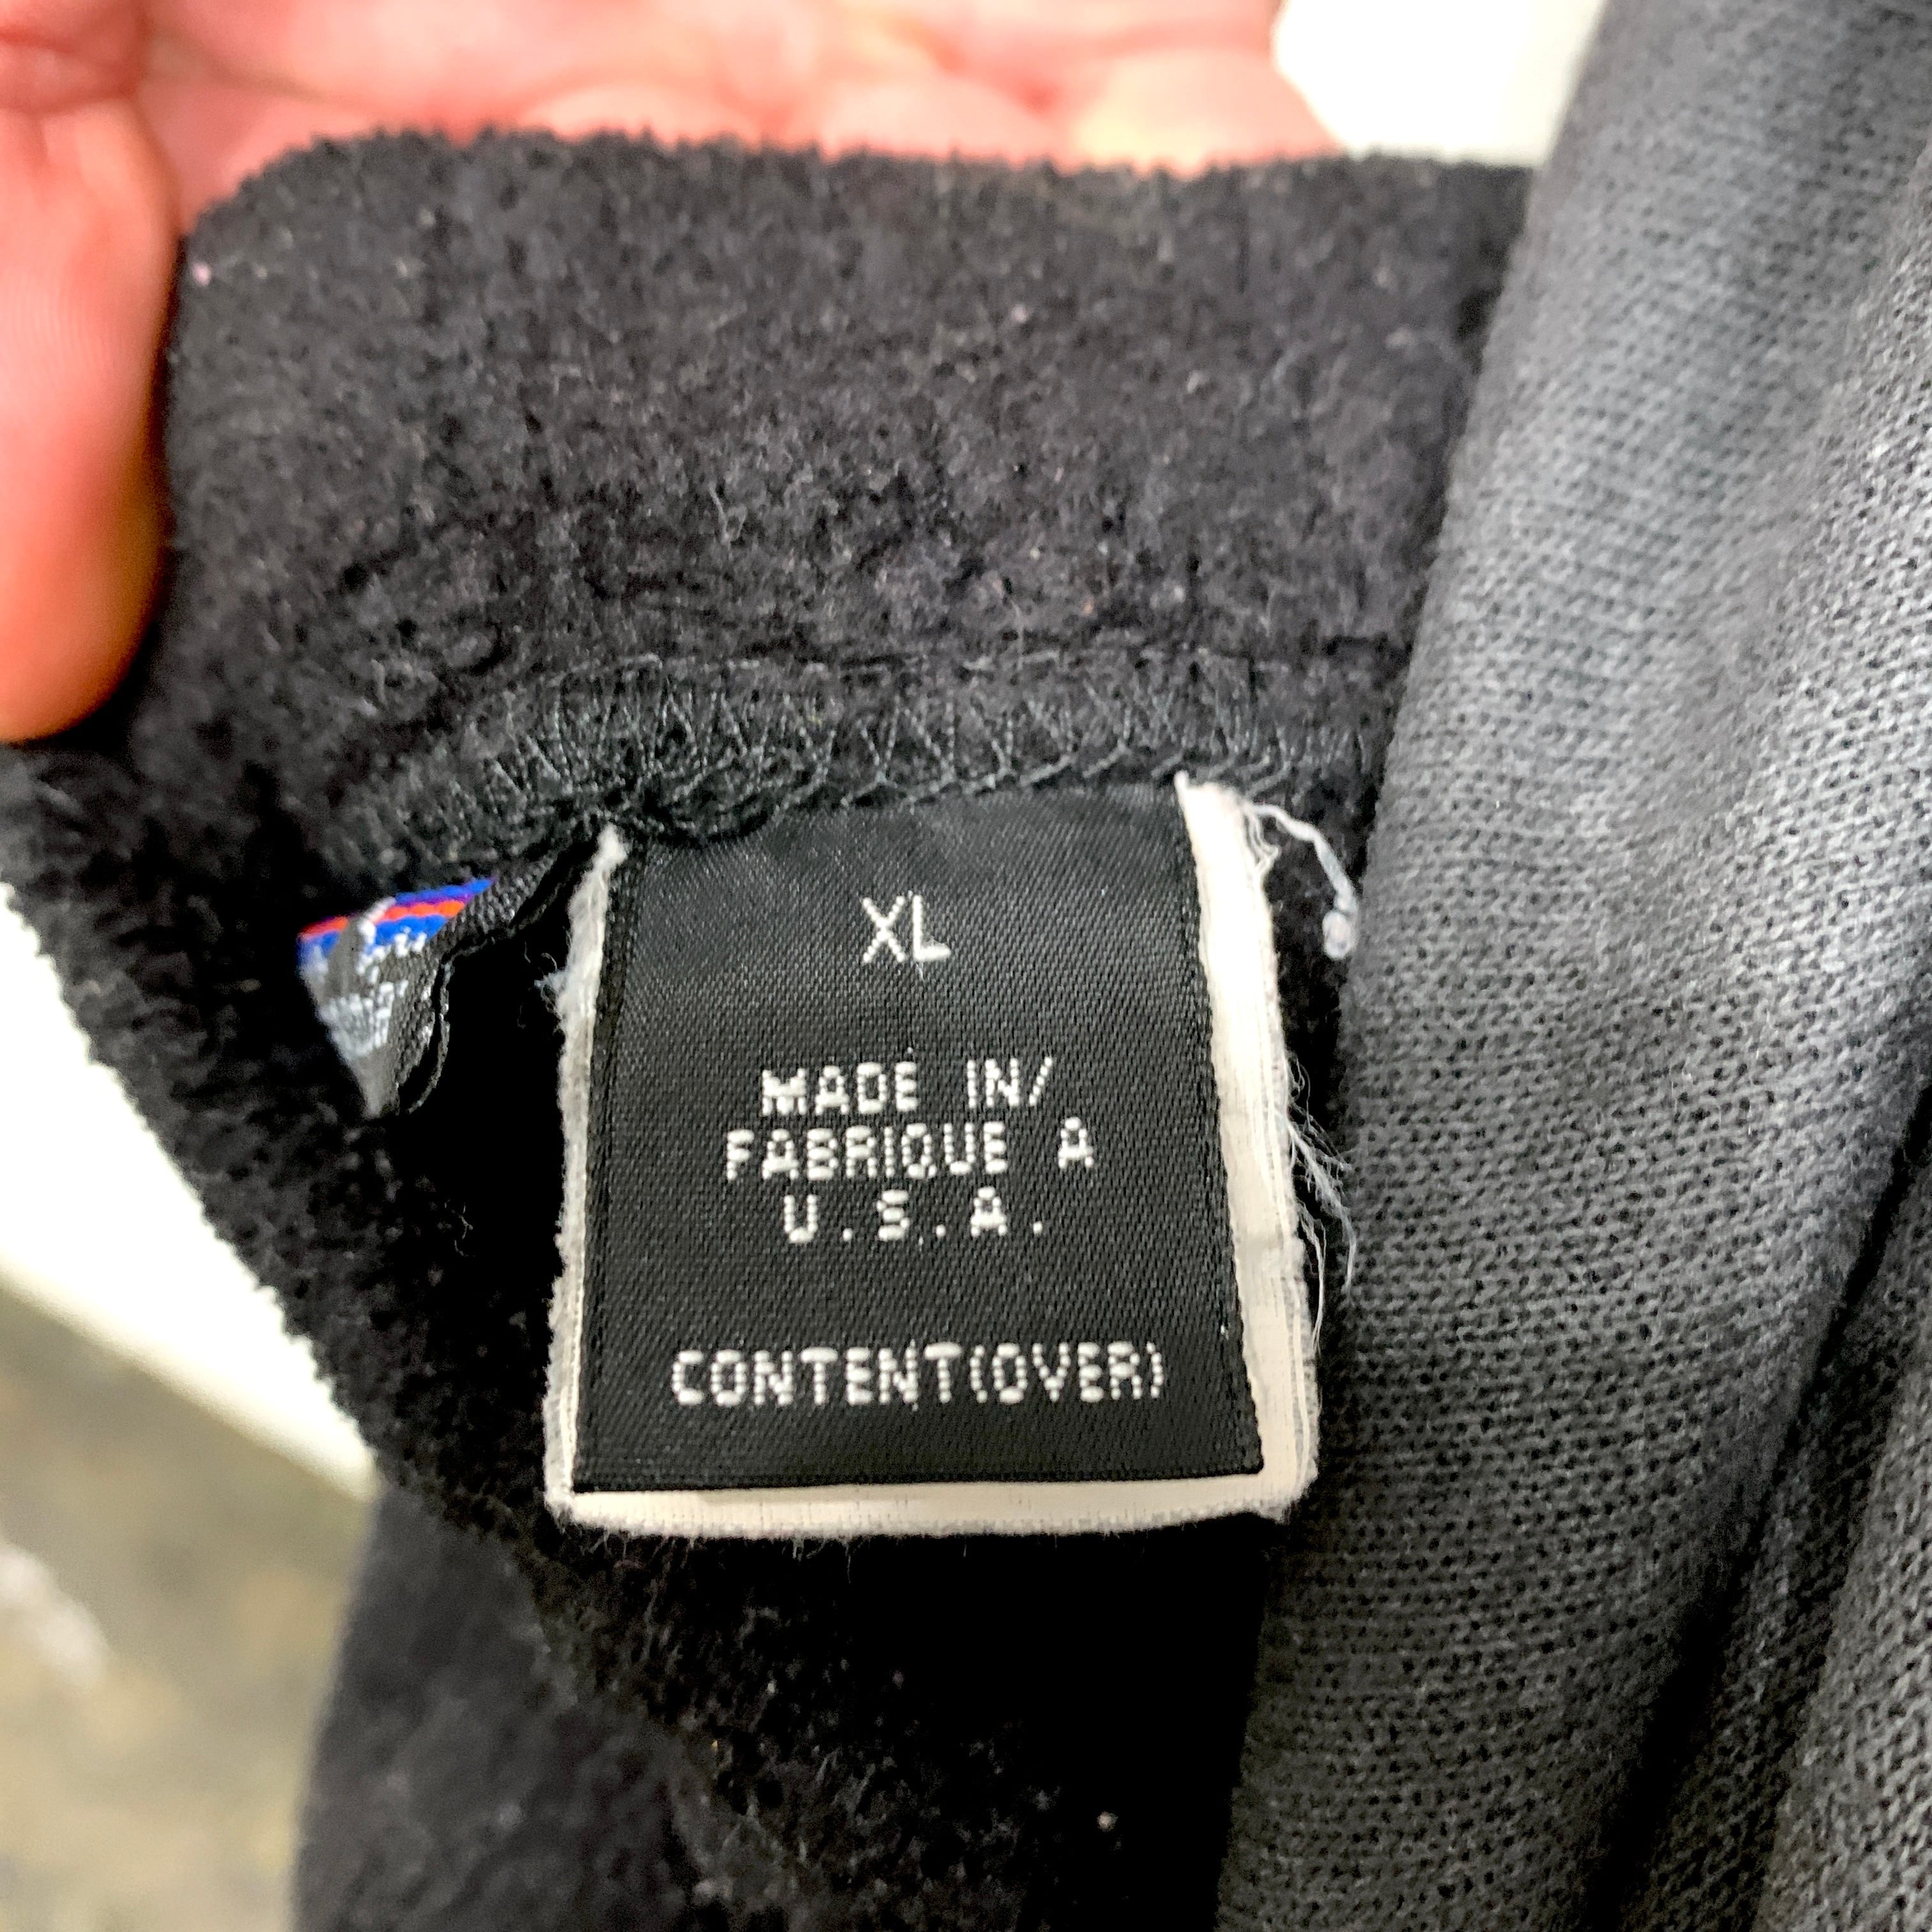 XL
MADE IN/
FABRIQUE A
U.S.A.
CONTENT(OVER)